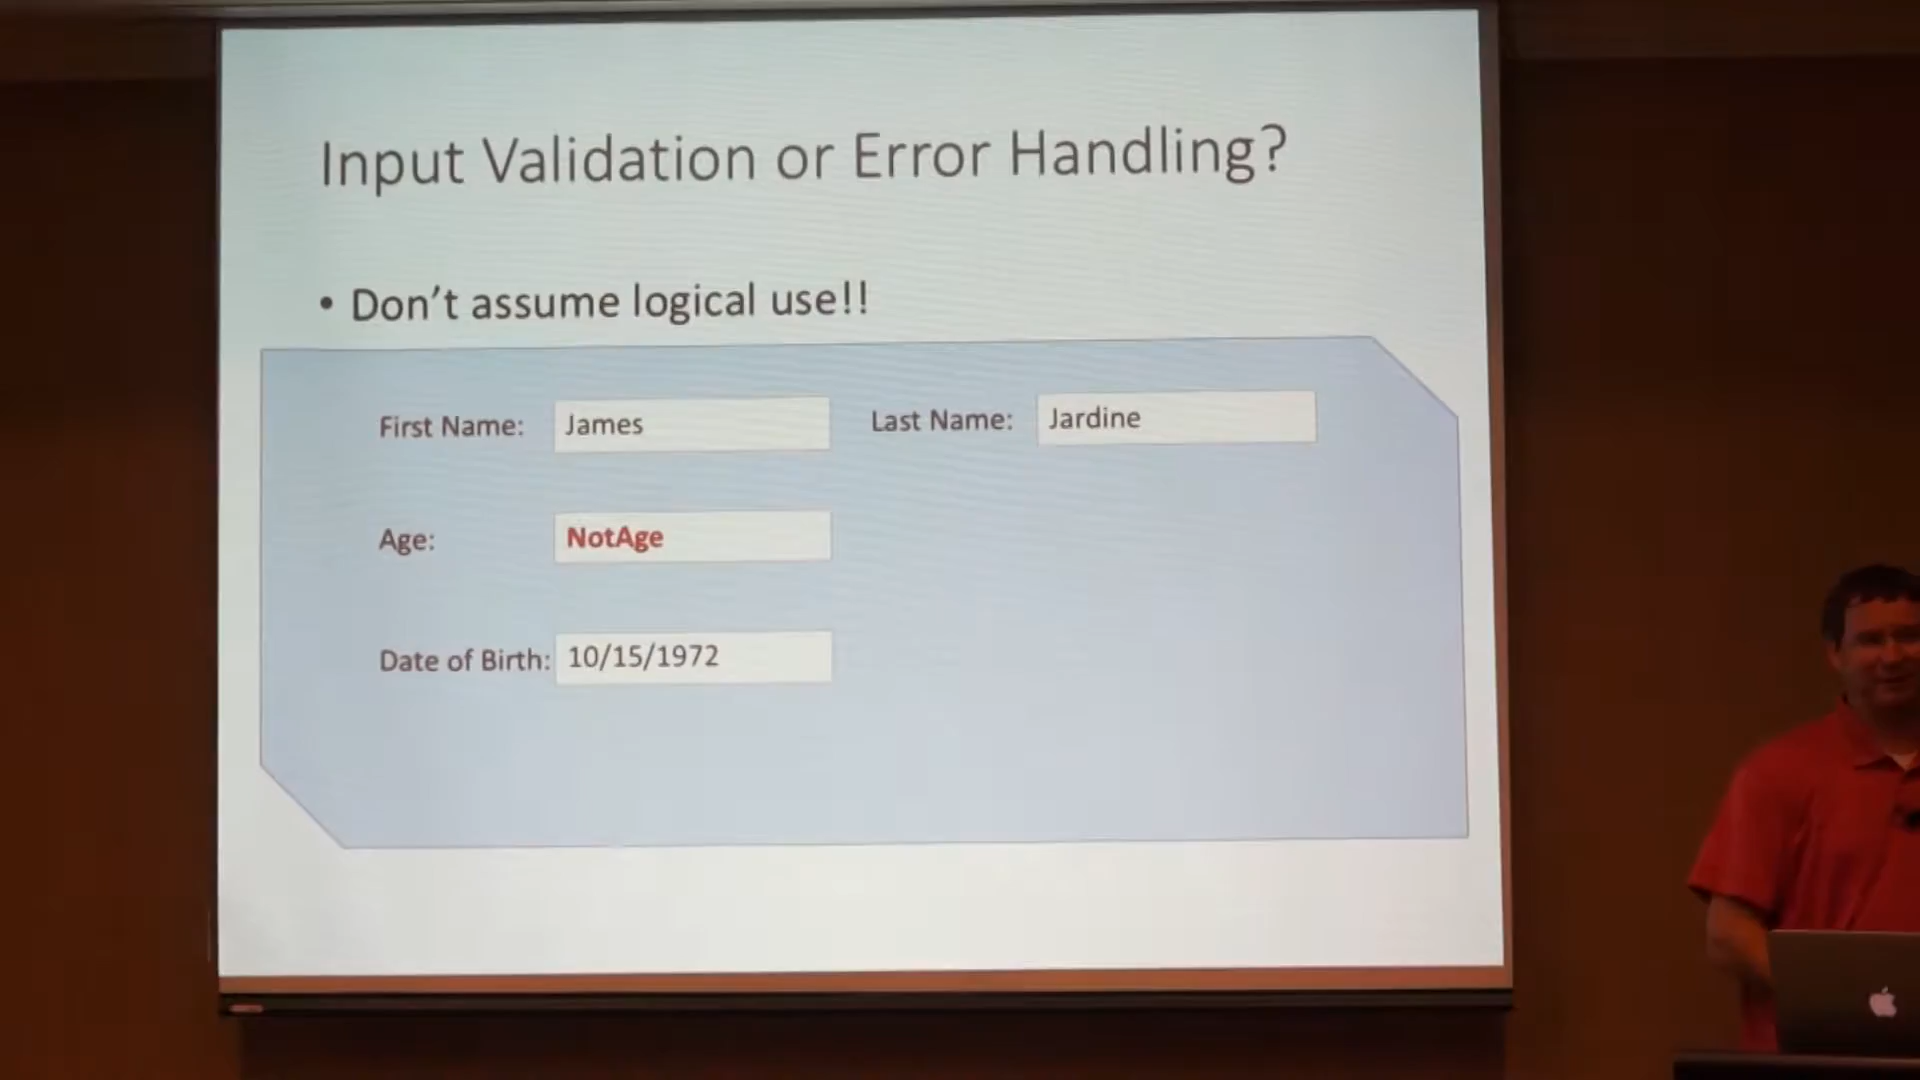 Input Validation or Error Handling?
• Don't assume logical use!!
First Name: James Last Name: Jardine
Age: NotAge
Date of Birth: 10/15/1972